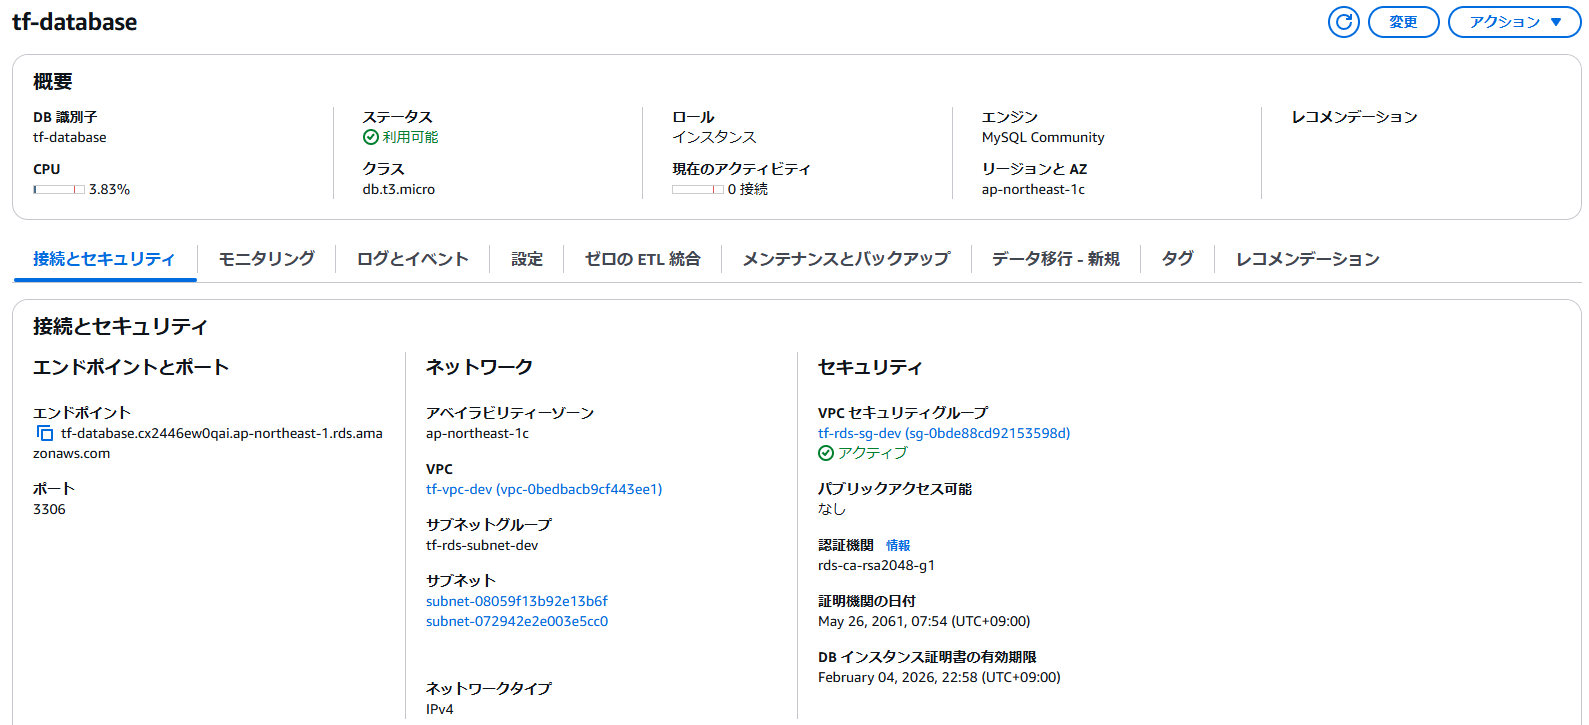 tf-database
変更
アクション ▼
概要
DB 識別子
tf-database
ステータス
利用可能
ロール
インスタンス
エンジン
MySQL Community
レコメンデーション
CPU
3.83%
クラス
db.t3.micro
現在のアクティビティ
0 接続
リージョンと AZ
ap-northeast-1c
接続とセキュリティ
モニタリング
ログとイベント
設定
ゼロの ETL 統合
メンテナンスとバックアップ
データ移行 - 新規
タグ
レコメンデーション
接続とセキュリティ
エンドポイントとポート
エンドポイント
tf-database.cx2446ew0qai.ap-northeast-1.rds.ama
zonaws.com
ポート
3306
ネットワーク
アベイラビリティーゾーン
ap-northeast-1c
VPC
tf-vpc-dev (vpc-0bedbacb9cf443ee1)
サブネットグループ
tf-rds-subnet-dev
サブネット
subnet-08059f13b92e13b6f
subnet-072942e2e003e5cc0
ネットワークタイプ
IPv4
セキュリティ
VPC セキュリティグループ
tf-rds-sg-dev (sg-0bde88cd92153598d)
アクティブ
パブリックアクセス可能
なし
認証機関 情報
rds-ca-rsa2048-g1
証明機関の日付
May 26, 2061, 07:54 (UTC+09:00)
DB インスタンス証明書の有効期限
February 04, 2026, 22:58 (UTC+09:00)